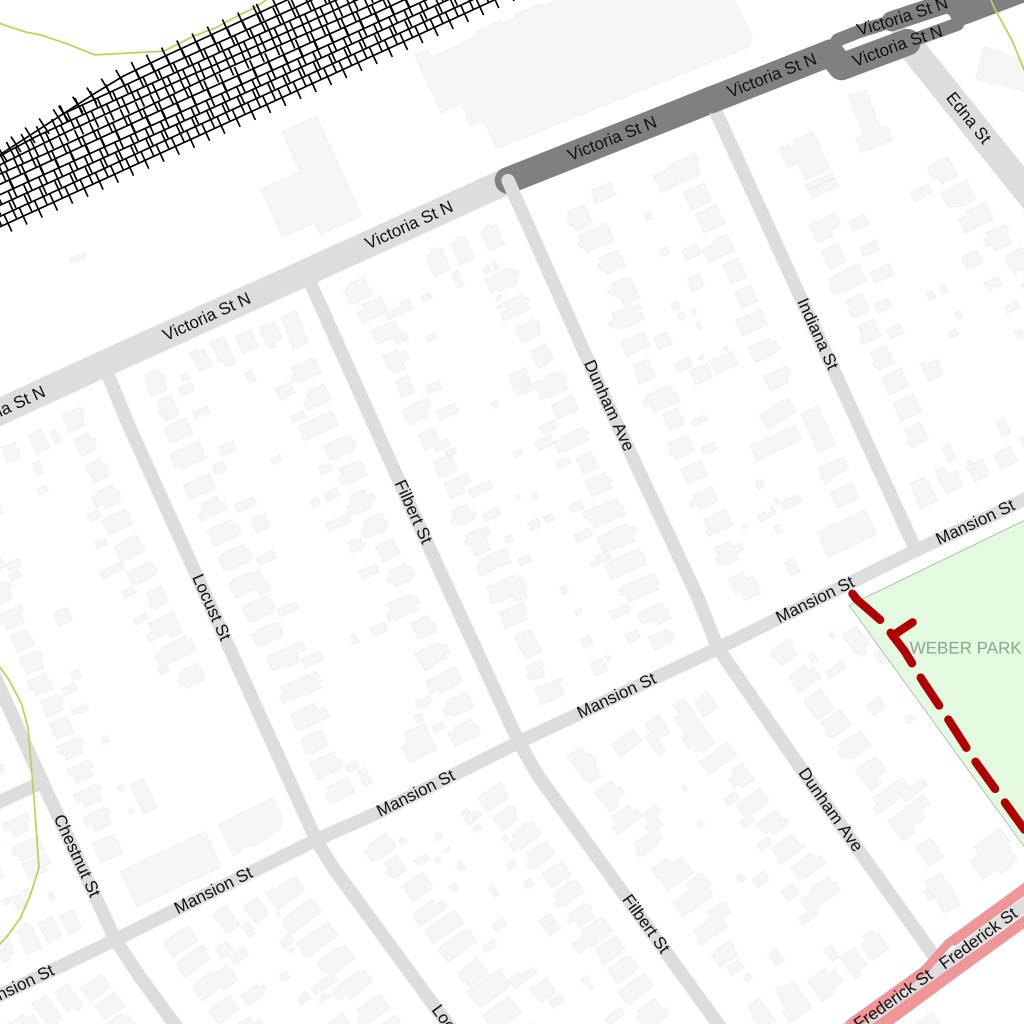 Victoria St N
Victoria St N
Victoria St N
Victoria St N
Edna St
Victoria St N
Victoria St N
Indiana St
St N
Dunham Ave
Filbert St
Mansion St
Locust St
Mansion St
WEBER PARK
Mansion St
Mansion St
Dunham Ave
Chestnut St
Mansion St
Filbert St
Frederick St
St
Frederick St